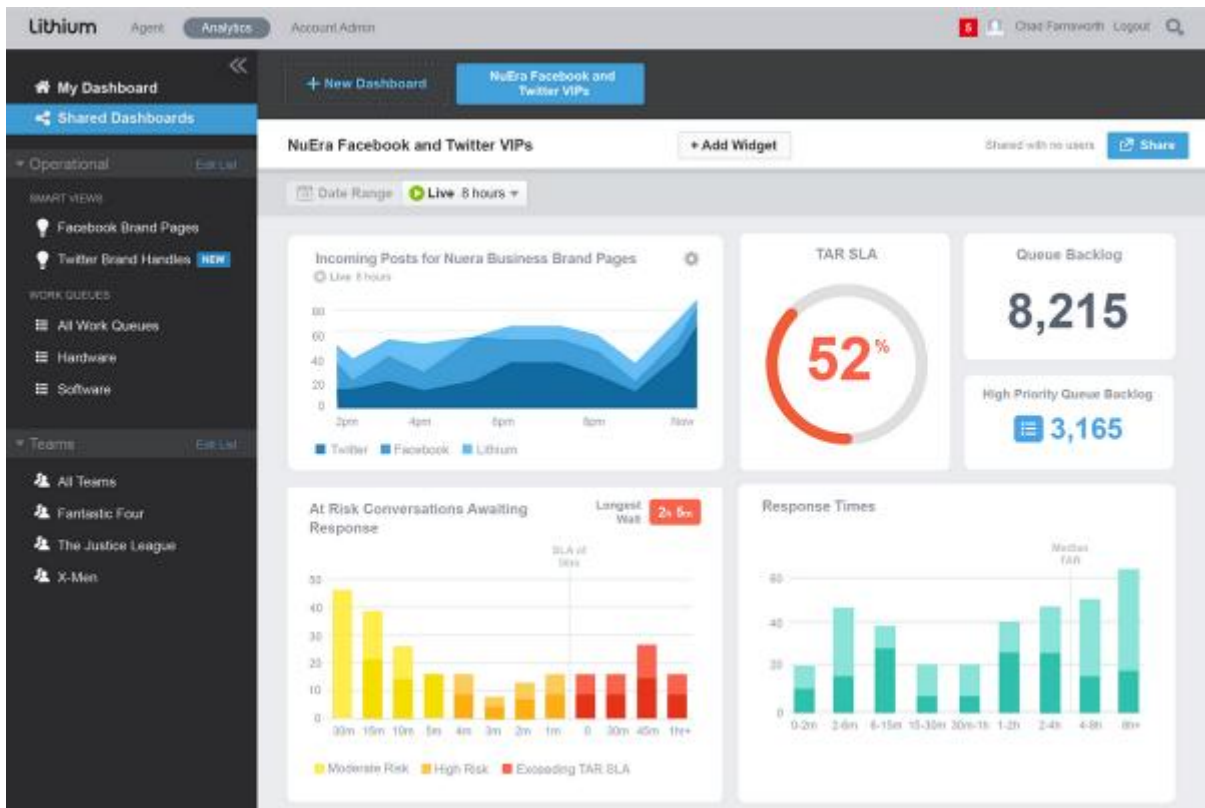 Lithium
Agent
Analytics
Account Admin
5
Chad Farnsworth
Logout
My Dashboard
Shared Dashboards
+ New Dashboard
NuEra Facebook and
Twitter VIPs
NuEra Facebook and Twitter VIPs
+ Add Widget
Shared with no users
Share
Date Range
Live 8 hours
Operational
Edit List
SMART VIEWS
Facebook Brand Pages
Twitter Brand Handles NEW
WORK QUEUES
All Work Queues
Hardware
Software
Teams
Edit List
All Teams
Fantastic Four
The Justice League
X-Men
Incoming Posts for Nuera Business Brand Pages
Live 8 hours
80
60
40
20
0
2pm 4pm 6pm 8pm Now
Twitter Facebook Lithium
TAR SLA
52%
Queue Backlog
8,215
High Priority Queue Backlog
3,165
At Risk Conversations Awaiting
Response
Longest
Wait
2h 5m
SLA of
50
40
30
20
10
0
30m 15m 10m 5m 4m 3m 2m 1m 0 30m 45m 1hr+
Moderate Risk High Risk Exceeding TAR SLA
Response Times
Median
TAR
60
40
20
0
0-2m 2-6m 6-15m 15-30m 30m-1h 1-2h 2-4h 4-8h 8h+